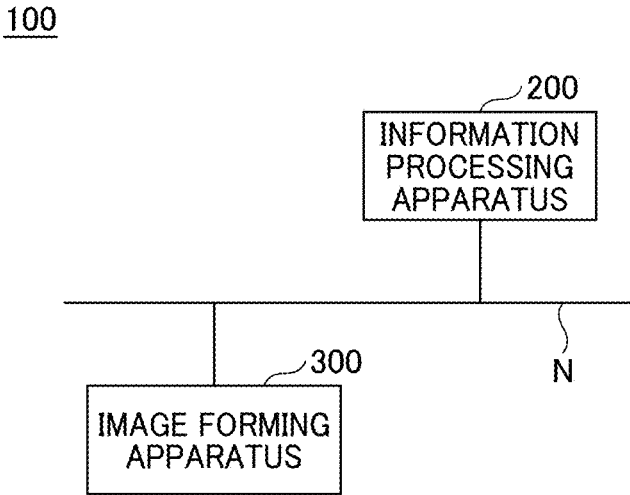 100
200
INFORMATION
PROCESSING
APPARATUS
N
300
IMAGE FORMING
APPARATUS